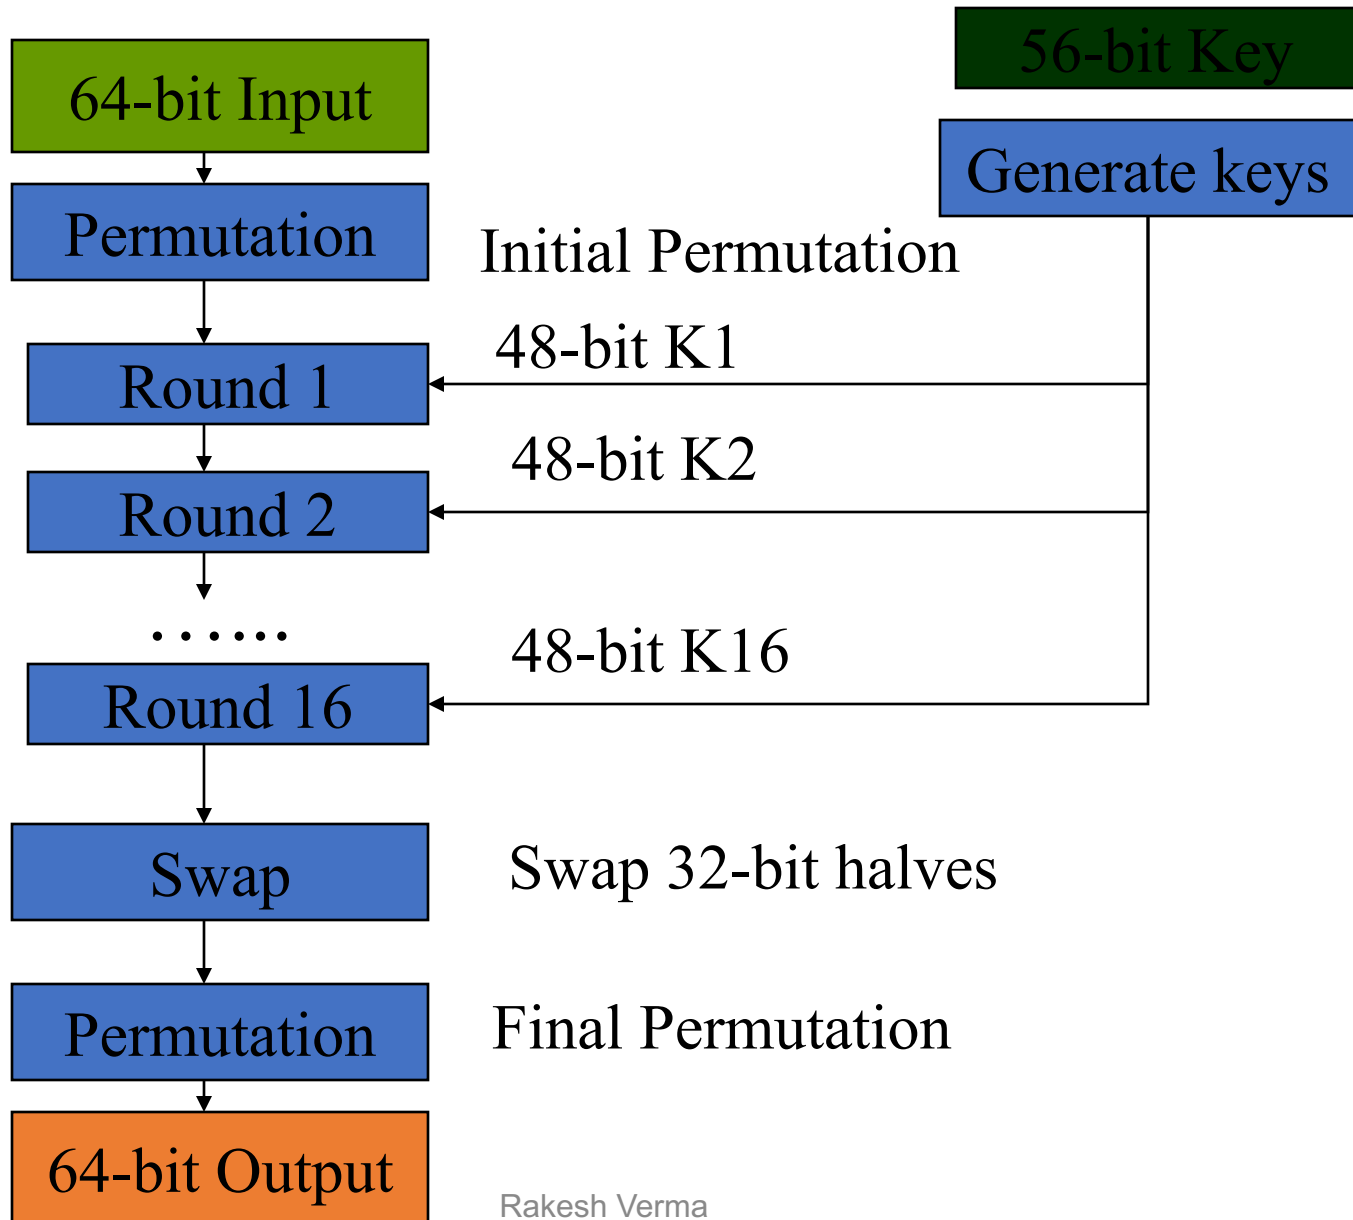 56-bit Key
64-bit Input
Generate keys
Permutation
Initial Permutation
48-bit K1
Round 1
48-bit K2
Round 2
…...
48-bit K16
Round 16
Swap
Swap 32-bit halves
Permutation
Final Permutation
64-bit Output
Rakesh Verma